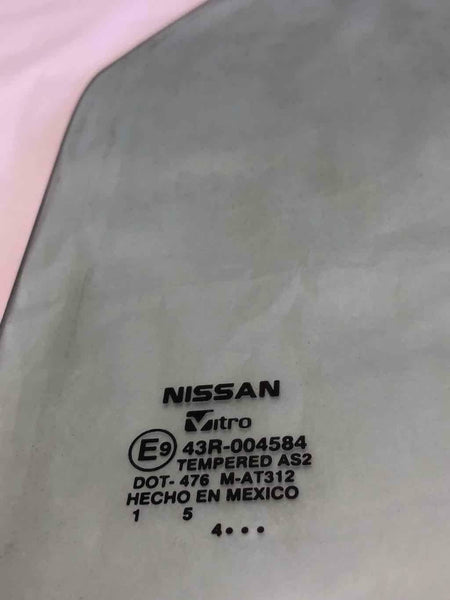 NISSAN
Vitro
E9 43R-004584
TEMPERED AS2
DOT- 476 M-AT312
HECHO EN MEXICO
1 5
4•••